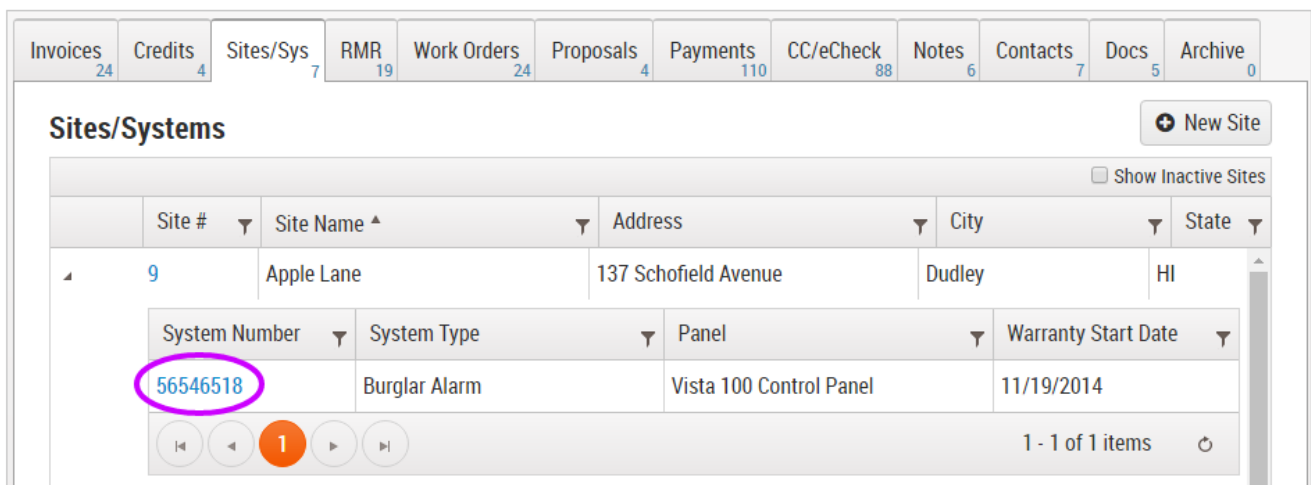 Invoices Credits Sites/Sys RMR Work Orders Proposals Payments CC/eCheck Notes Contacts Docs Archive
24 4 7 19 24 4 110 88 6 7 5 0
Sites/Systems
New Site
Show Inactive Sites
Site # Site Name Address City State
9 Apple Lane 137 Schofield Avenue Dudley HI
System Number System Type Panel Warranty Start Date
56546518 Burglar Alarm Vista 100 Control Panel 11/19/2014
1 1 - 1 of 1 items